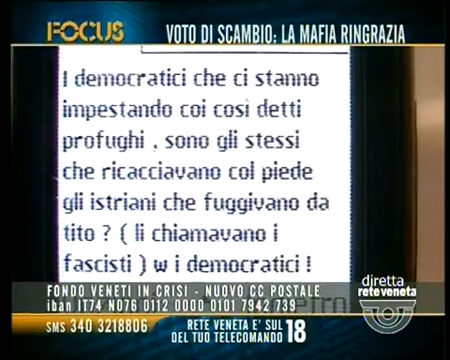 FOCUS
VOTO DI SCAMBIO: LA MAFIA RINGRAZIA
I democratici che ci stanno
impestando coi così detti
profughi , sono gli stessi
che ricacciavano col piede
gli istriani che fuggivano da
tito ? ( li chiamavano i
fascisti ) w i democratici !
diretta
reteveneta
FONDO VENETI IN CRISI - NUOVO CC POSTALE
iban IT74 N076 0112 0000 0101 7942 739
SMS 340 3218806
RETE VENETA E' SUL
DEL TUO TELECOMANDO
18